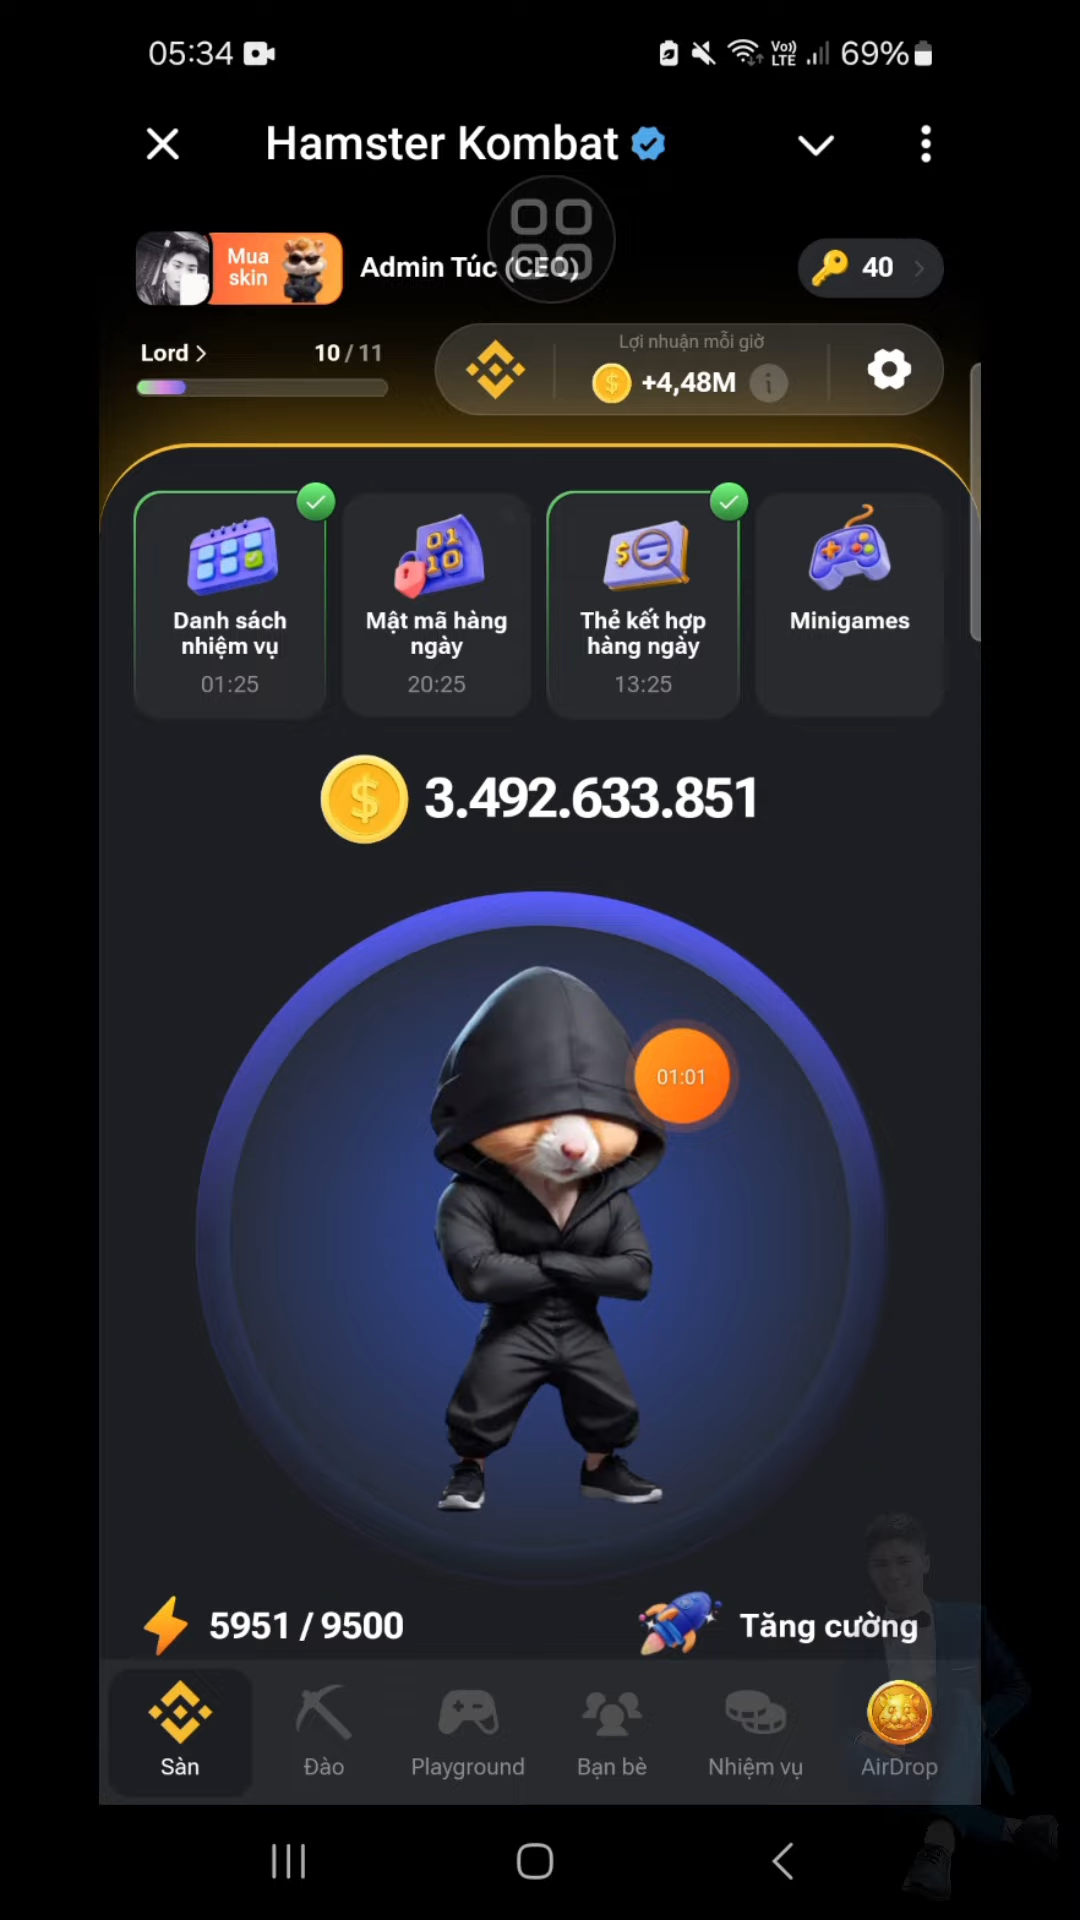 05:34
Vo)) LTE
69%
Hamster Kombat
Mua skin
Admin Túc (CEO)
40
Lord
10 / 11
Lợi nhuận mỗi giờ
+4,48M
Danh sách nhiệm vụ
01:25
Mật mã hàng ngày
20:25
Thẻ kết hợp hàng ngày
13:25
Minigames
3.492.633.851
01:01
5951 / 9500
Tăng cường
Sàn
Đào
Playground
Bạn bè
Nhiệm vụ
AirDrop